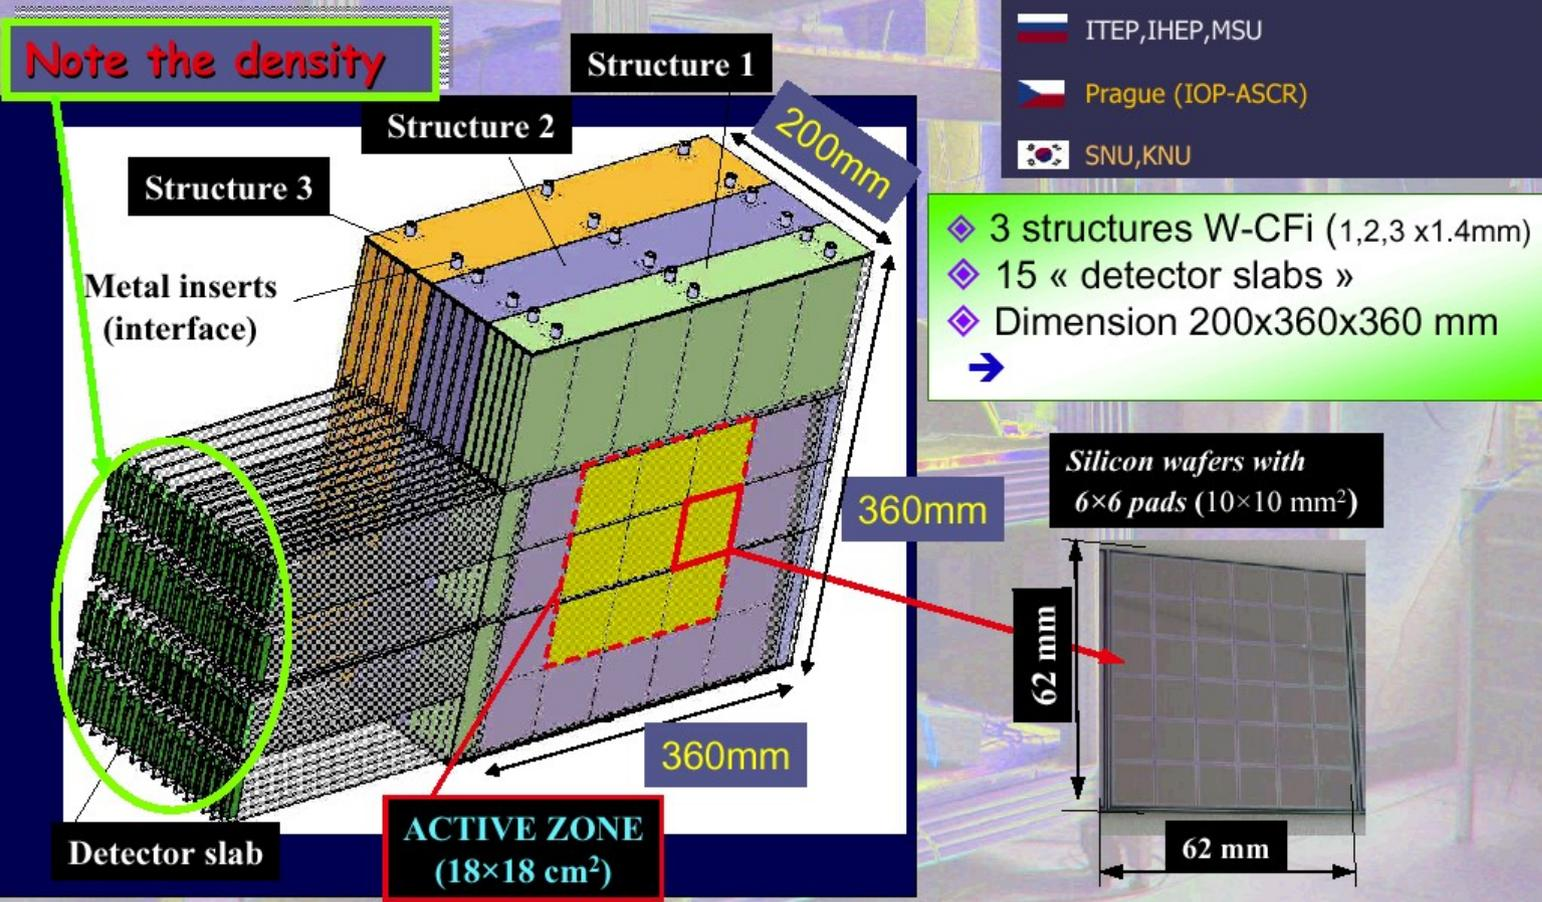 Note the density
Structure 1
Structure 2
Structure 3
200mm
Metal inserts
(interface)
360mm
360mm
ACTIVE ZONE
(18×18 cm²)
Detector slab
ITEP,IHEP,MSU
Prague (IOP-ASCR)
SNU,KNU
3 structures W-CFi (1,2,3 x1.4mm)
15 « detector slabs »
Dimension 200x360x360 mm
Silicon wafers with
6×6 pads (10×10 mm²)
62 mm
62 mm